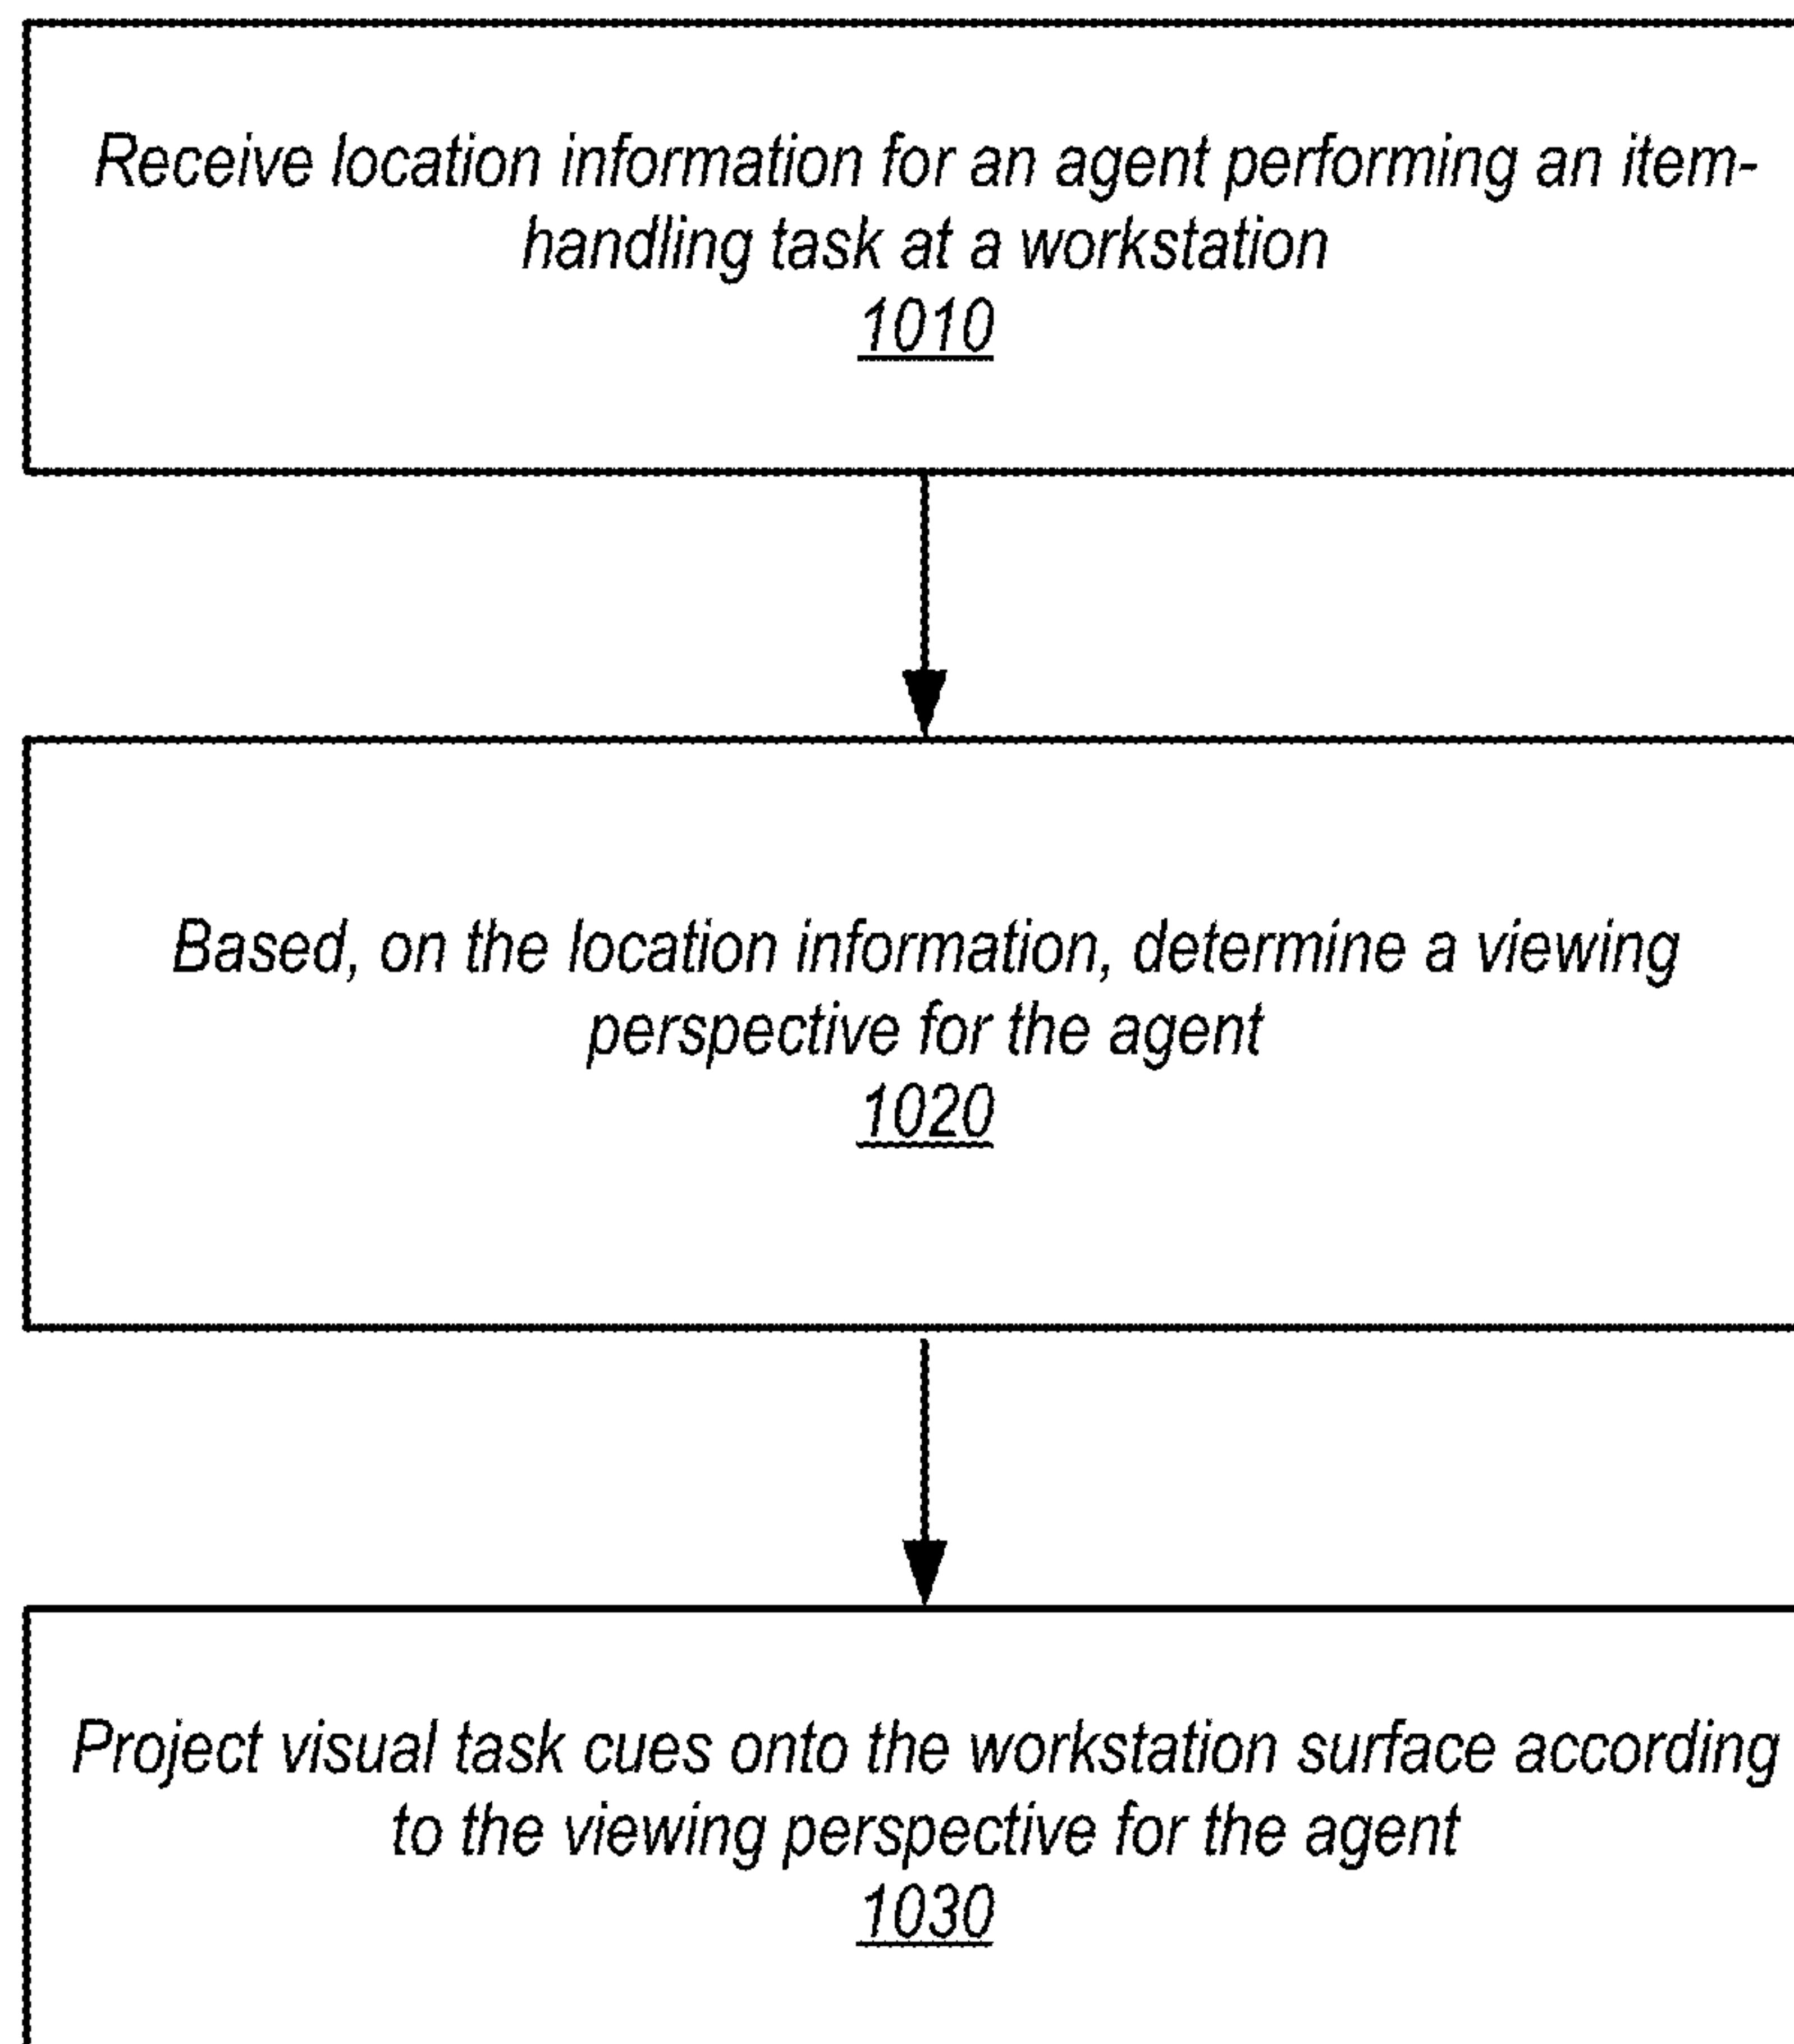 Receive location information for an agent performing an item-
handling task at a workstation
1010
Based, on the location information, determine a viewing
perspective for the agent
1020
Project visual task cues onto the workstation surface according
to the viewing perspective for the agent
1030